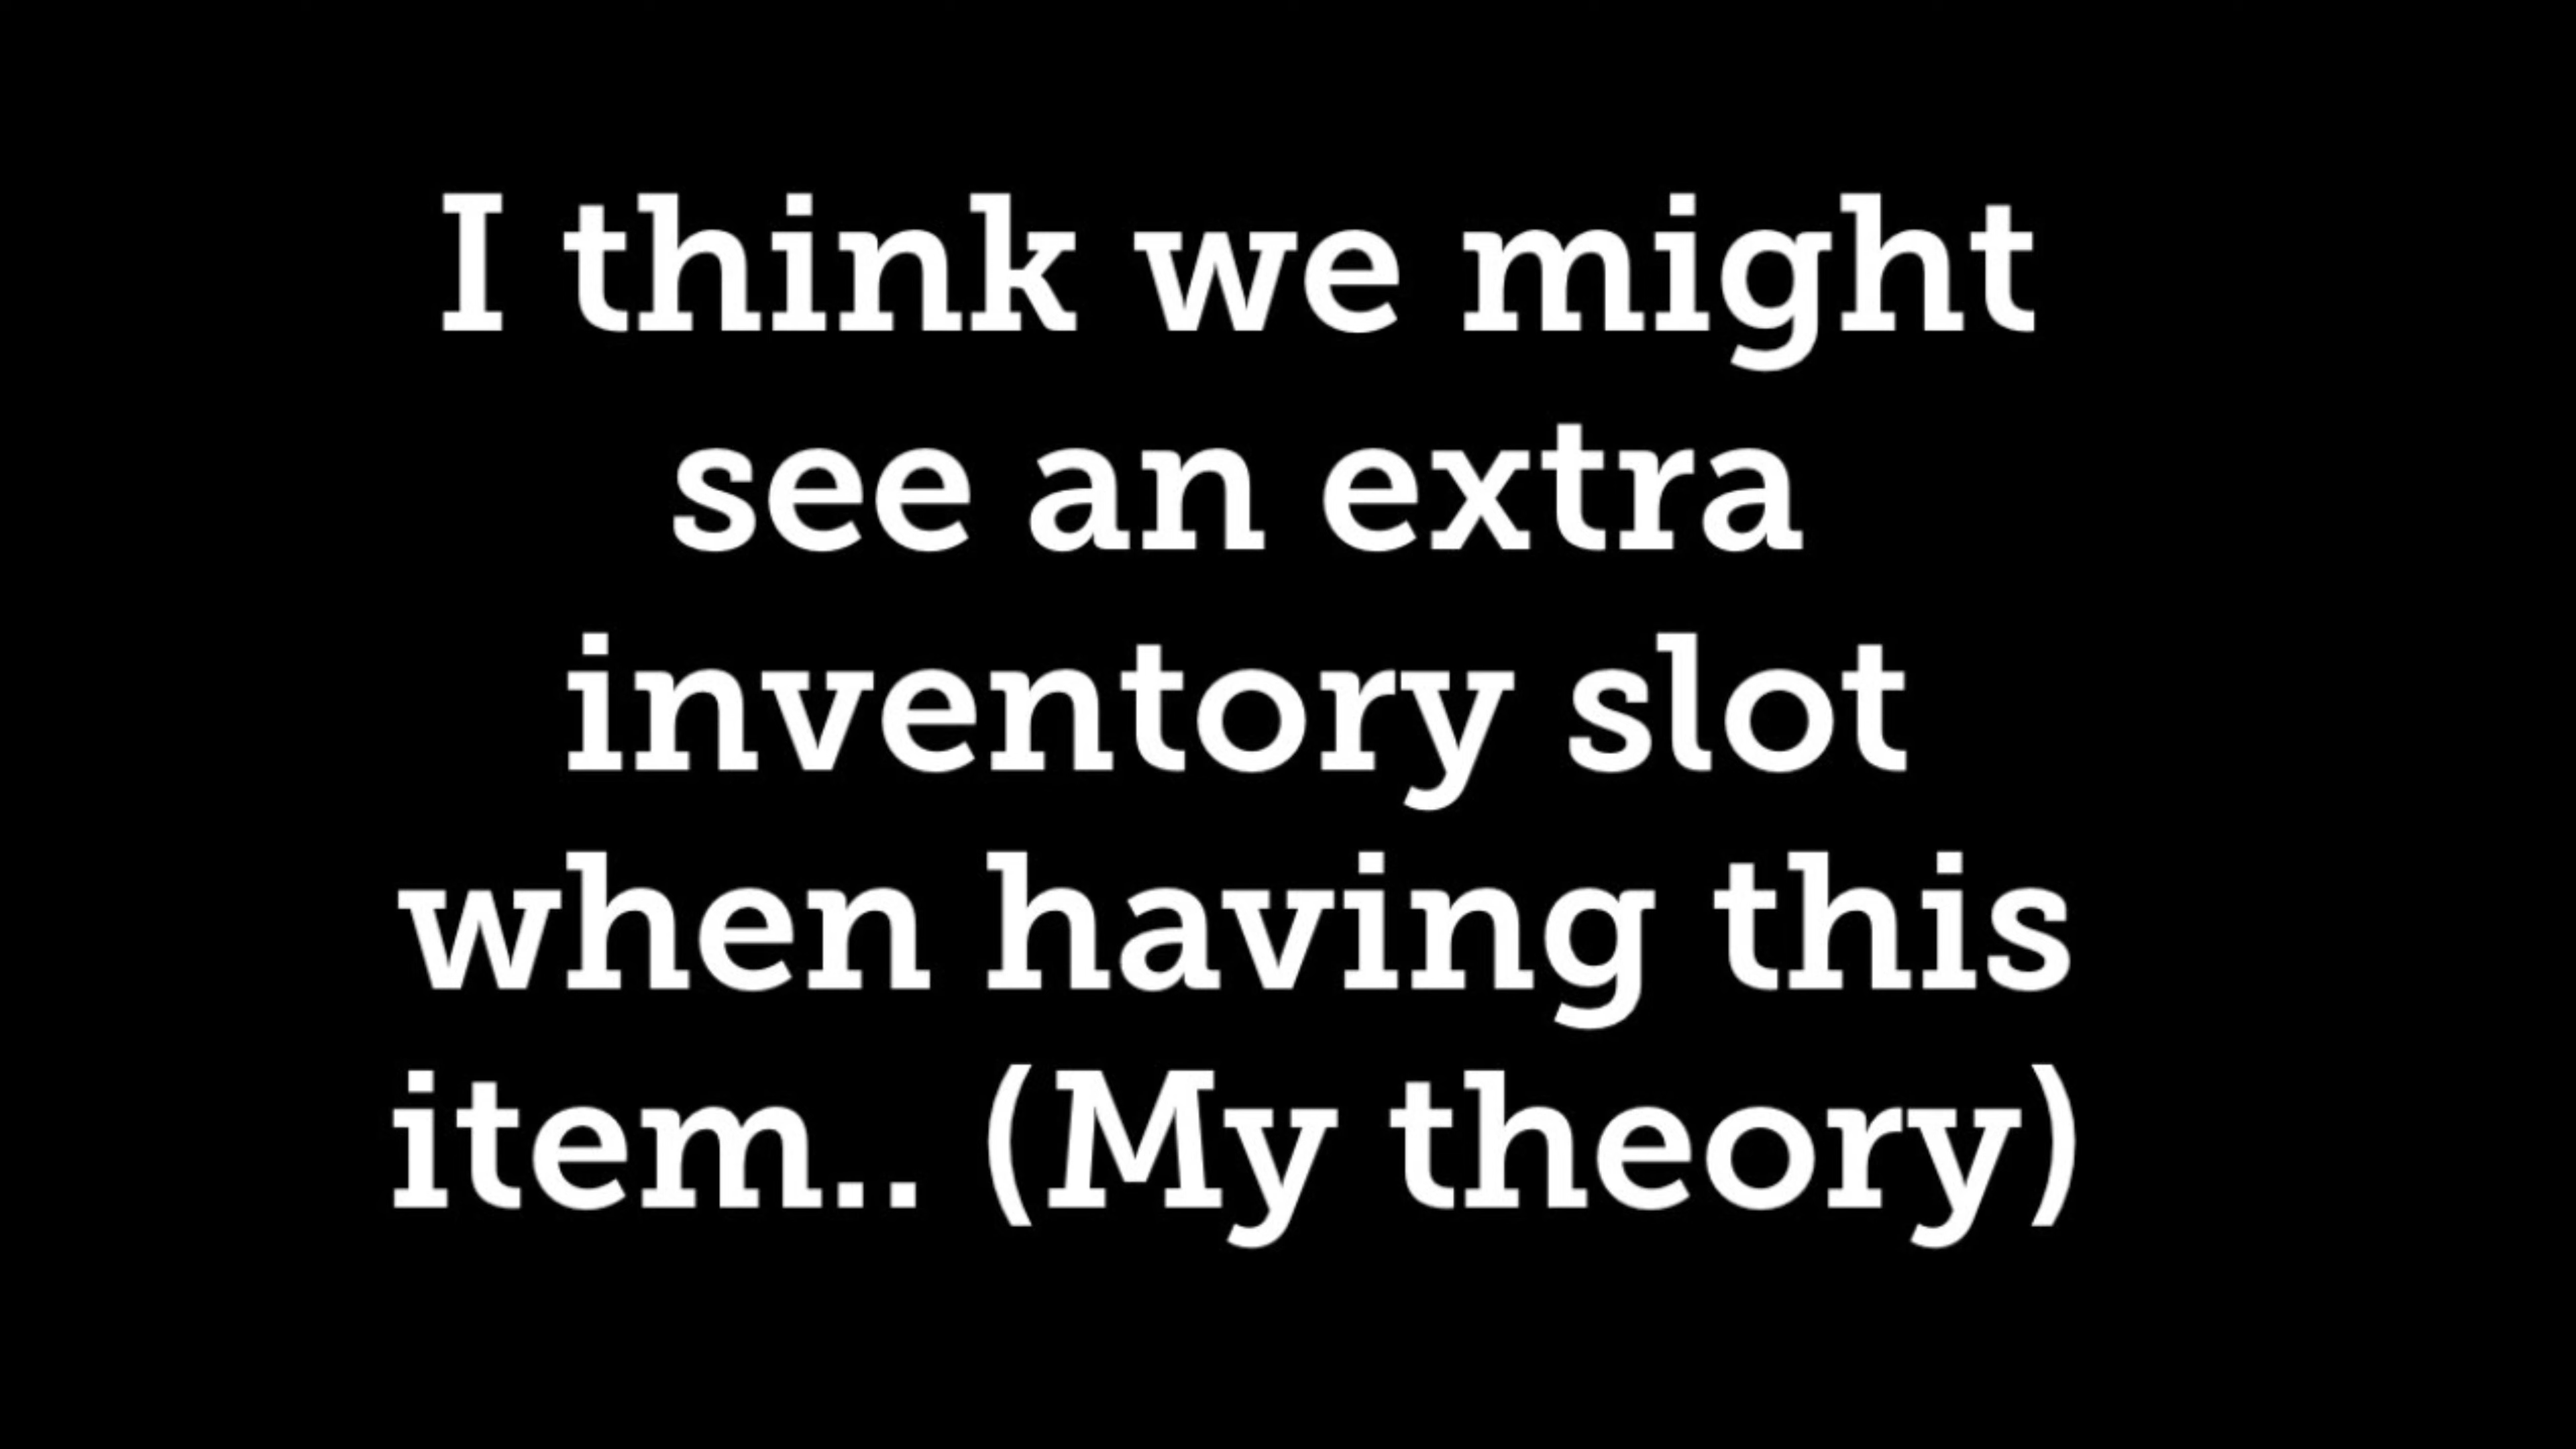 I think we might
see an extra
inventory slot
when having this
item.. (My theory)